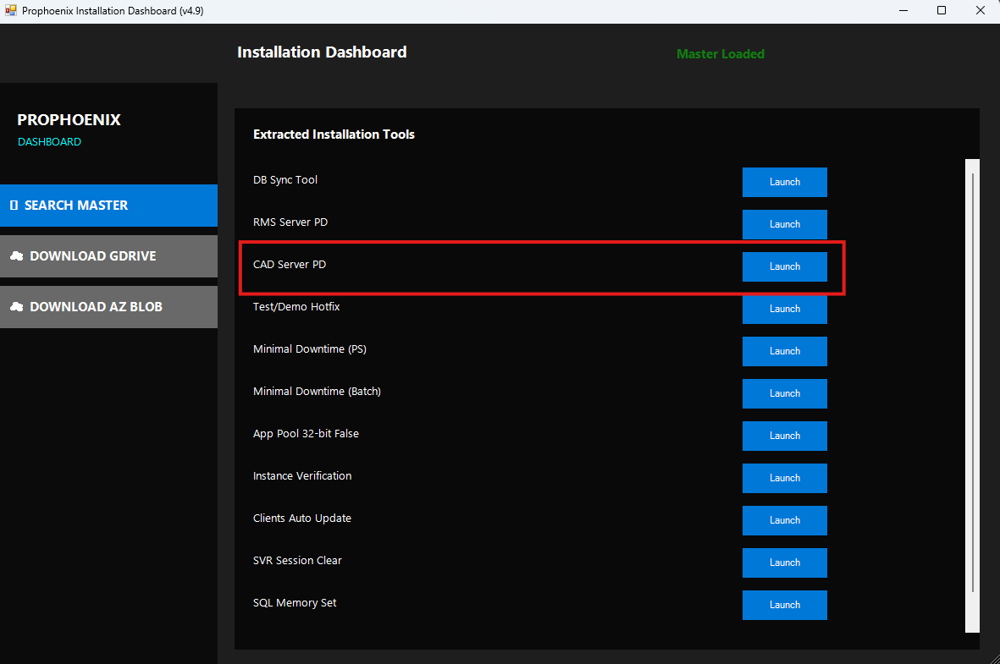 Prophoenix Installation Dashboard (v4.9)
Installation Dashboard
Master Loaded
PROPHOENIX
DASHBOARD
SEARCH MASTER
DOWNLOAD GDRIVE
DOWNLOAD AZ BLOB
Extracted Installation Tools
DB Sync Tool Launch
RMS Server PD Launch
CAD Server PD Launch
Test/Demo Hotfix Launch
Minimal Downtime (PS) Launch
Minimal Downtime (Batch) Launch
App Pool 32-bit False Launch
Instance Verification Launch
Clients Auto Update Launch
SVR Session Clear Launch
SQL Memory Set Launch